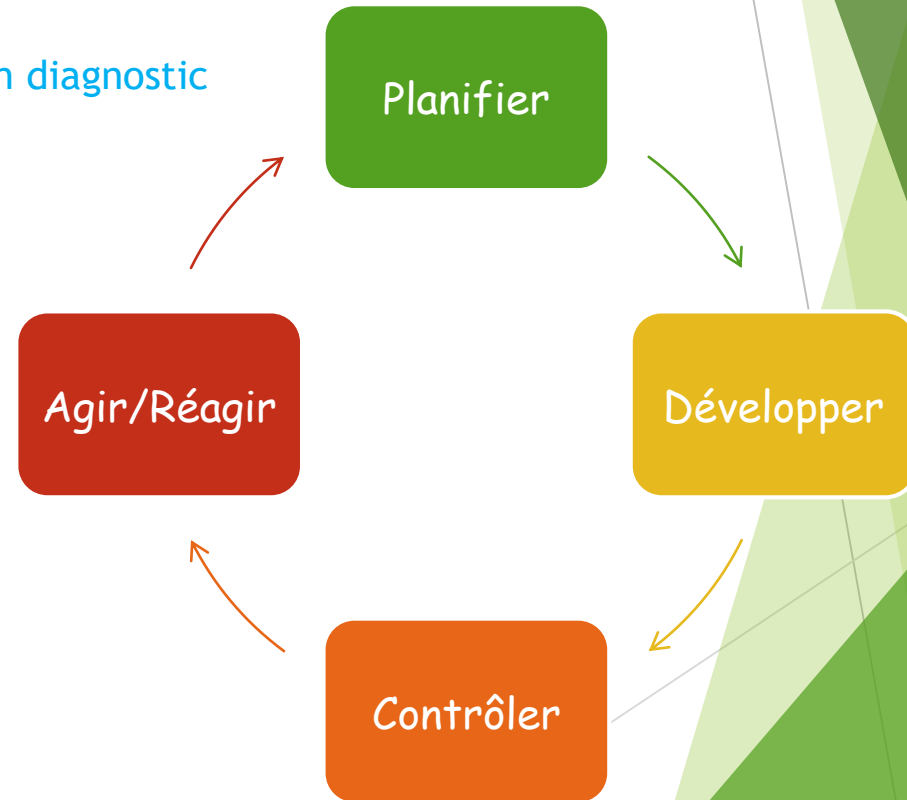 n diagnostic
Planifier
Agir/Réagir
Développer
Contrôler